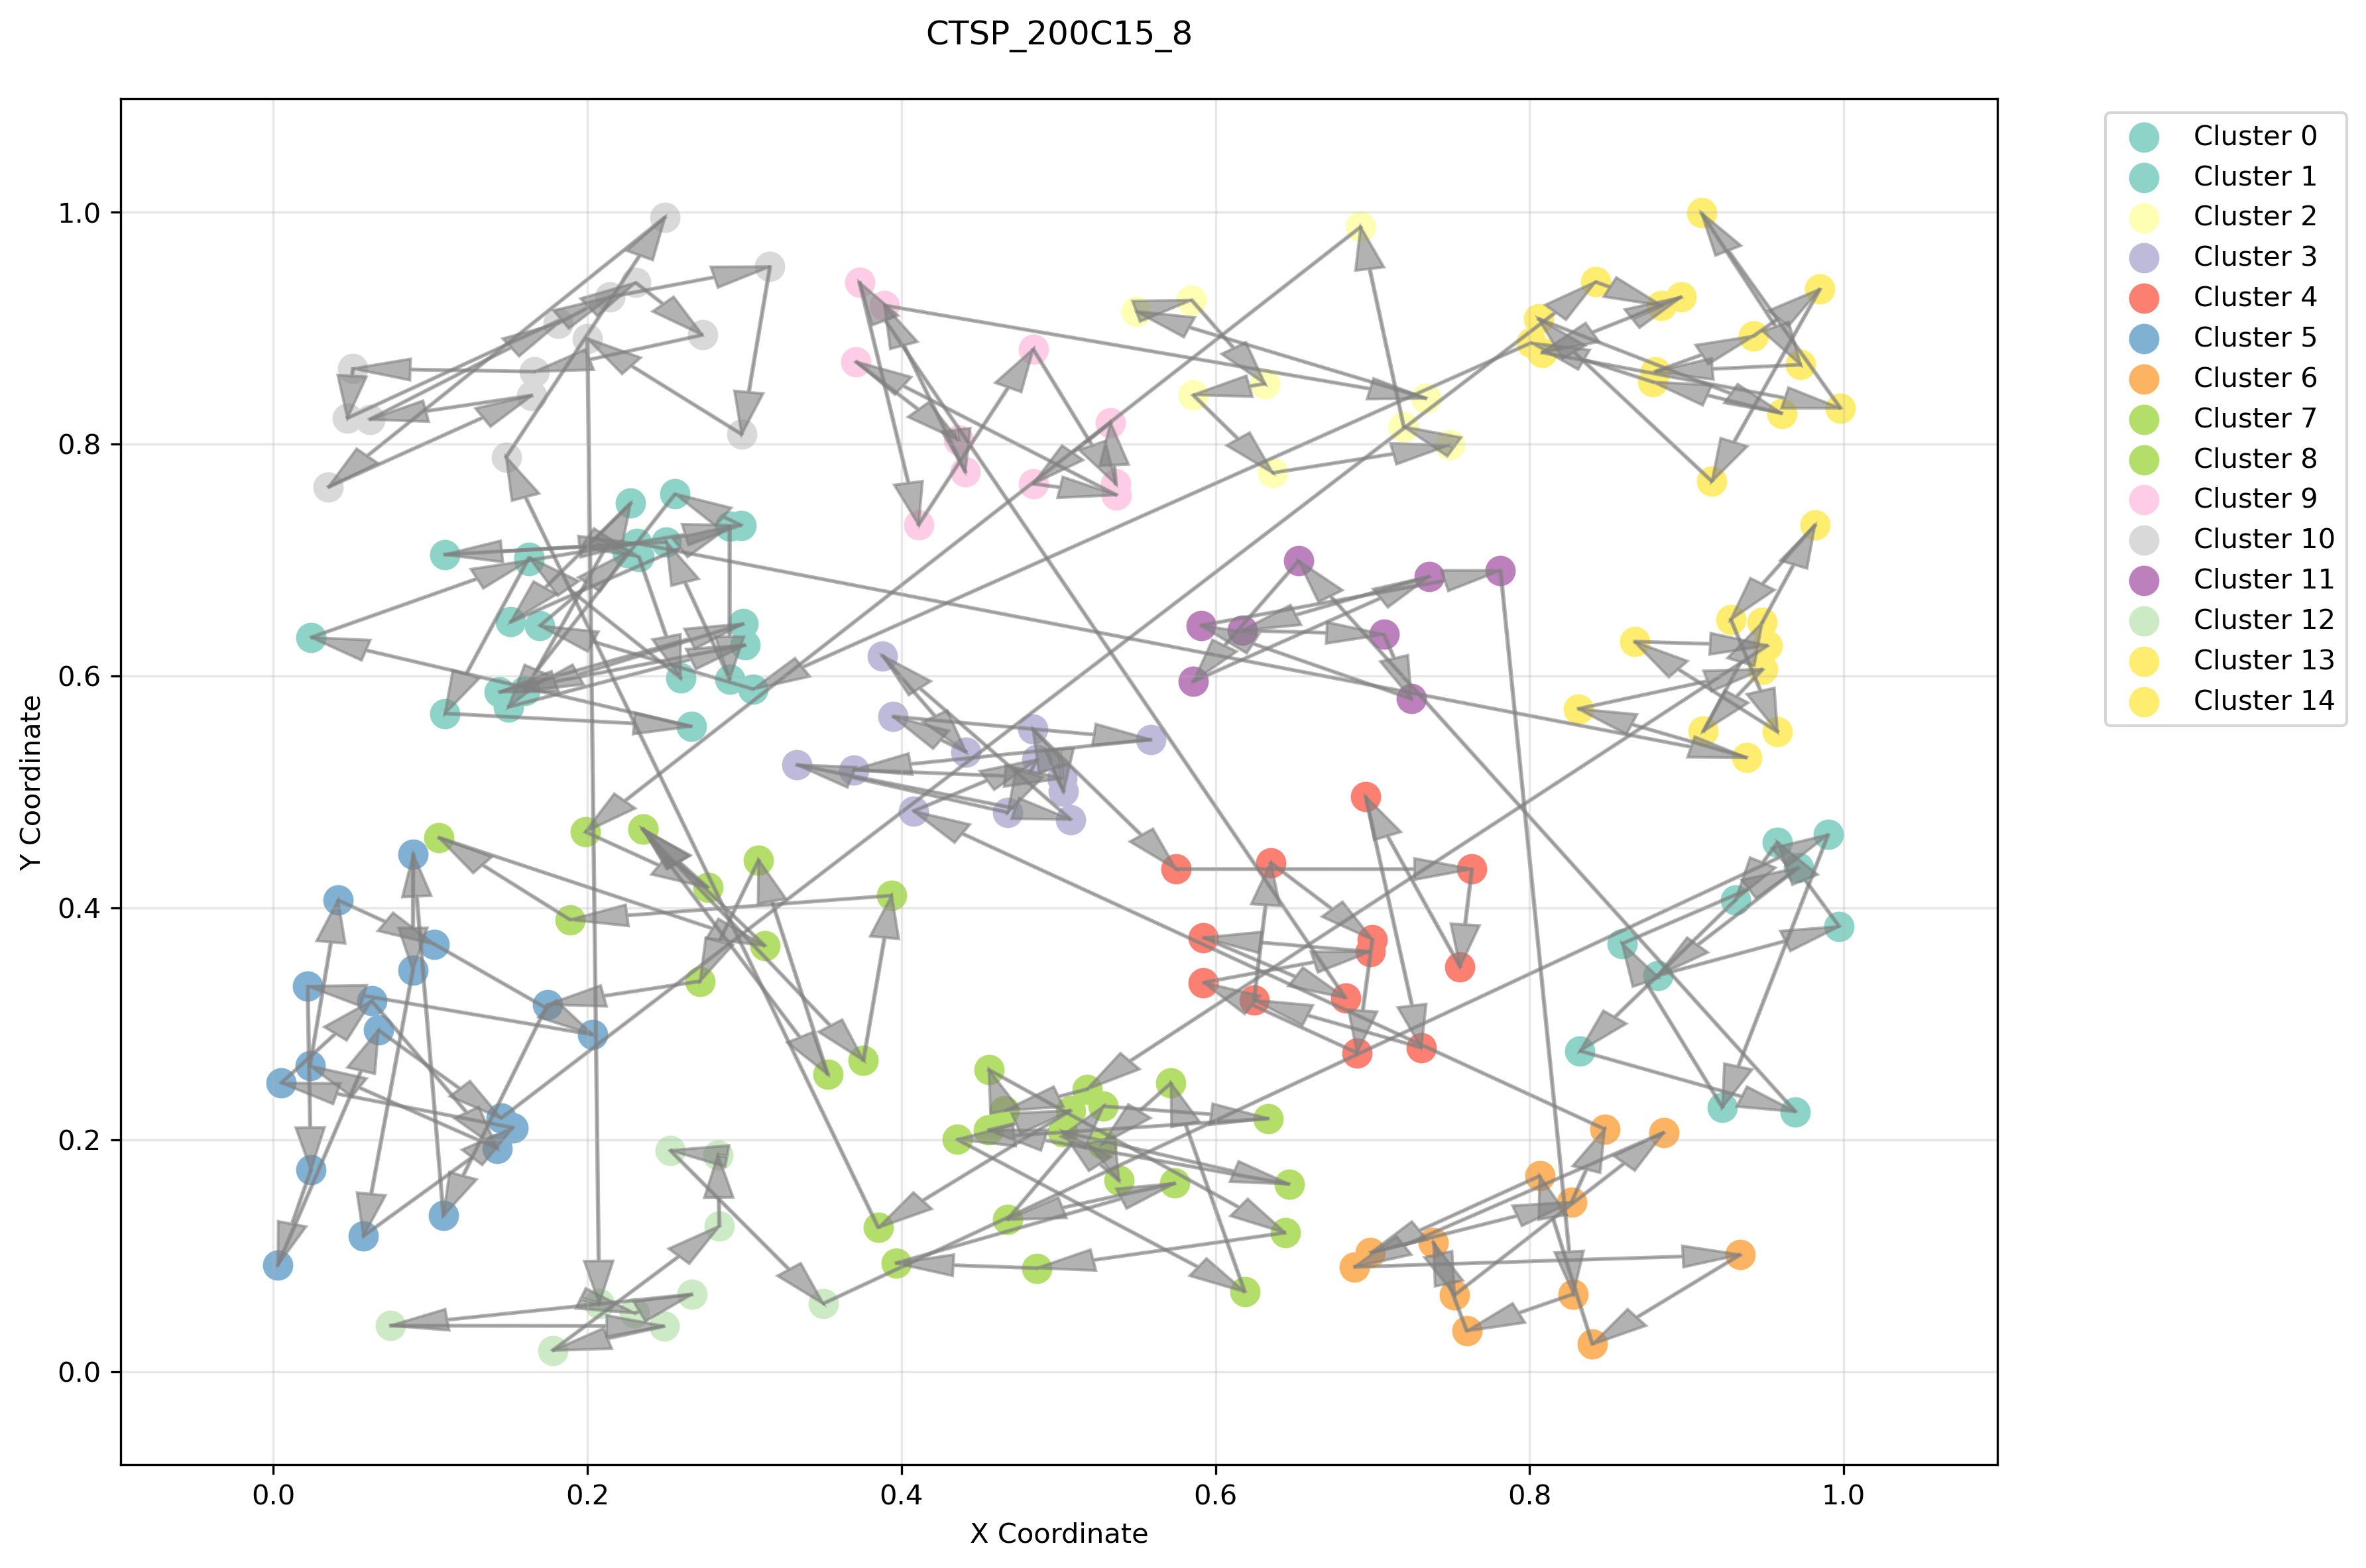 CTSP_200C15_8
Cluster 0
Cluster 1
Cluster 2
Cluster 3
Cluster 4
Cluster 5
Cluster 6
Cluster 7
Cluster 8
Cluster 9
Cluster 10
Cluster 11
Cluster 12
Cluster 13
Cluster 14
Y Coordinate
1.0
0.8
0.6
0.4
0.2
0.0
0.0 0.2 0.4 0.6 0.8 1.0
X Coordinate